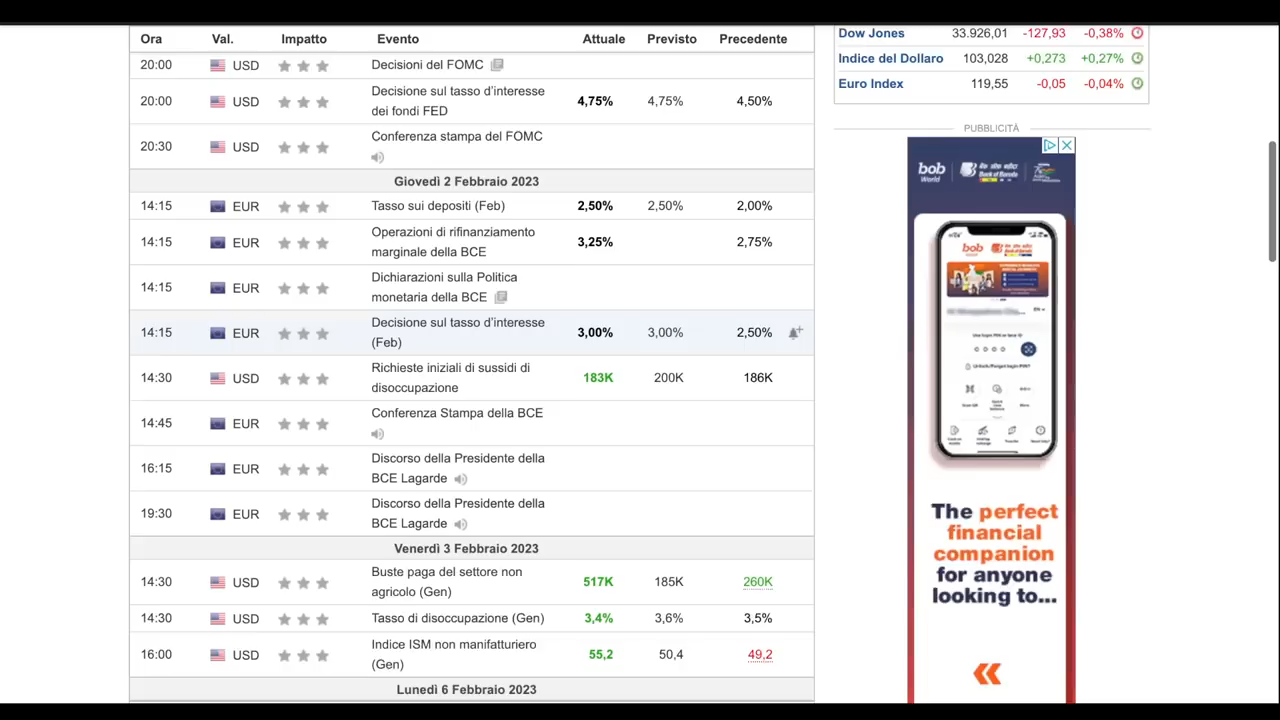 Ora Val. Impatto Evento Attuale Previsto Precedente
20:00 USD Decisioni del FOMC
20:00 USD Decisione sul tasso d'interesse
dei fondi FED 4,75% 4,75% 4,50%
20:30 USD Conferenza stampa del FOMC
Giovedì 2 Febbraio 2023
14:15 EUR Tasso sui depositi (Feb) 2,50% 2,50% 2,00%
14:15 EUR Operazioni di rifinanziamento
marginale della BCE 3,25% 2,75%
14:15 EUR Dichiarazioni sulla Politica
monetaria della BCE
14:15 EUR Decisione sul tasso d'interesse
(Feb) 3,00% 3,00% 2,50%
14:30 USD Richieste iniziali di sussidi di
disoccupazione 183K 200K 186K
14:45 EUR Conferenza Stampa della BCE
16:15 EUR Discorso della Presidente della
BCE Lagarde
19:30 EUR Discorso della Presidente della
BCE Lagarde
Venerdì 3 Febbraio 2023
14:30 USD Buste paga del settore non
agricolo (Gen) 517K 185K 260K
14:30 USD Tasso di disoccupazione (Gen) 3,4% 3,6% 3,5%
16:00 USD Indice ISM non manifatturiero
(Gen) 55,2 50,4 49,2
Lunedì 6 Febbraio 2023
Dow Jones 33.926,01 -127,93 -0,38%
Indice del Dollaro 103,028 +0,273 +0,27%
Euro Index 119,55 -0,05 -0,04%
PUBBLICITÀ
bob
World
बैंक ऑफ़ बड़ौदा
Bank of Baroda
bob
The perfect
financial
companion
for anyone
looking to...